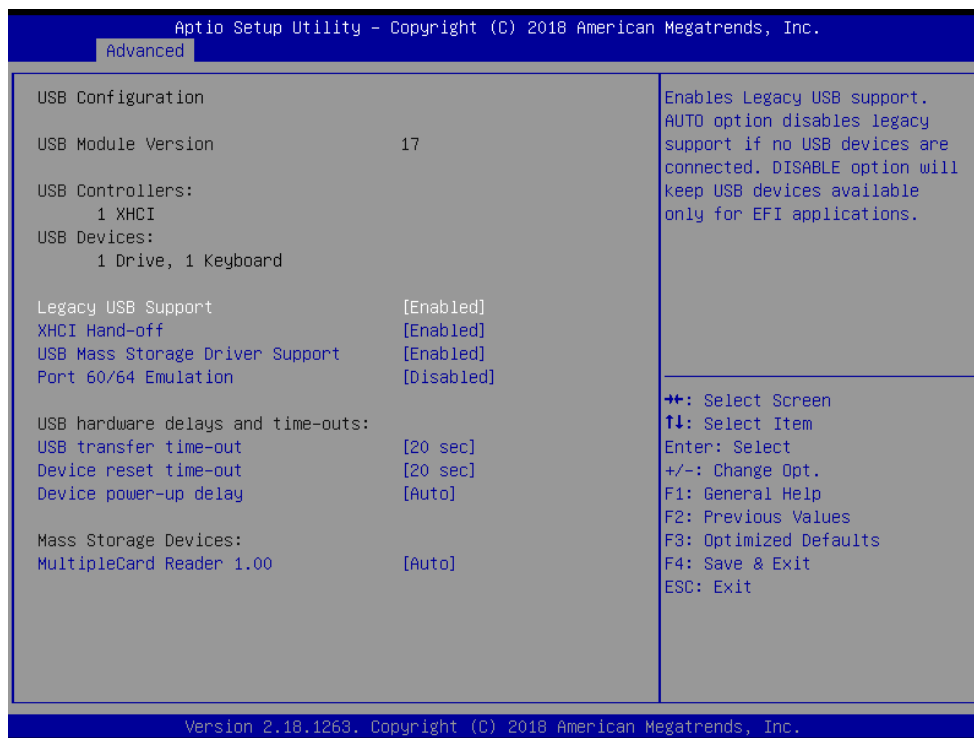 Aptio Setup Utility – Copyright (C) 2018 American Megatrends, Inc.
Advanced
USB Configuration
USB Module Version 17
USB Controllers:
1 XHCI
USB Devices:
1 Drive, 1 Keyboard
Legacy USB Support [Enabled]
XHCI Hand-off [Enabled]
USB Mass Storage Driver Support [Enabled]
Port 60/64 Emulation [Disabled]
USB hardware delays and time-outs:
USB transfer time-out [20 sec]
Device reset time-out [20 sec]
Device power-up delay [Auto]
Mass Storage Devices:
MultipleCard Reader 1.00 [Auto]
Enables Legacy USB support.
AUTO option disables legacy
support if no USB devices are
connected. DISABLE option will
keep USB devices available
only for EFI applications.
→←: Select Screen
↑↓: Select Item
Enter: Select
+/-: Change Opt.
F1: General Help
F2: Previous Values
F3: Optimized Defaults
F4: Save & Exit
ESC: Exit
Version 2.18.1263. Copyright (C) 2018 American Megatrends, Inc.